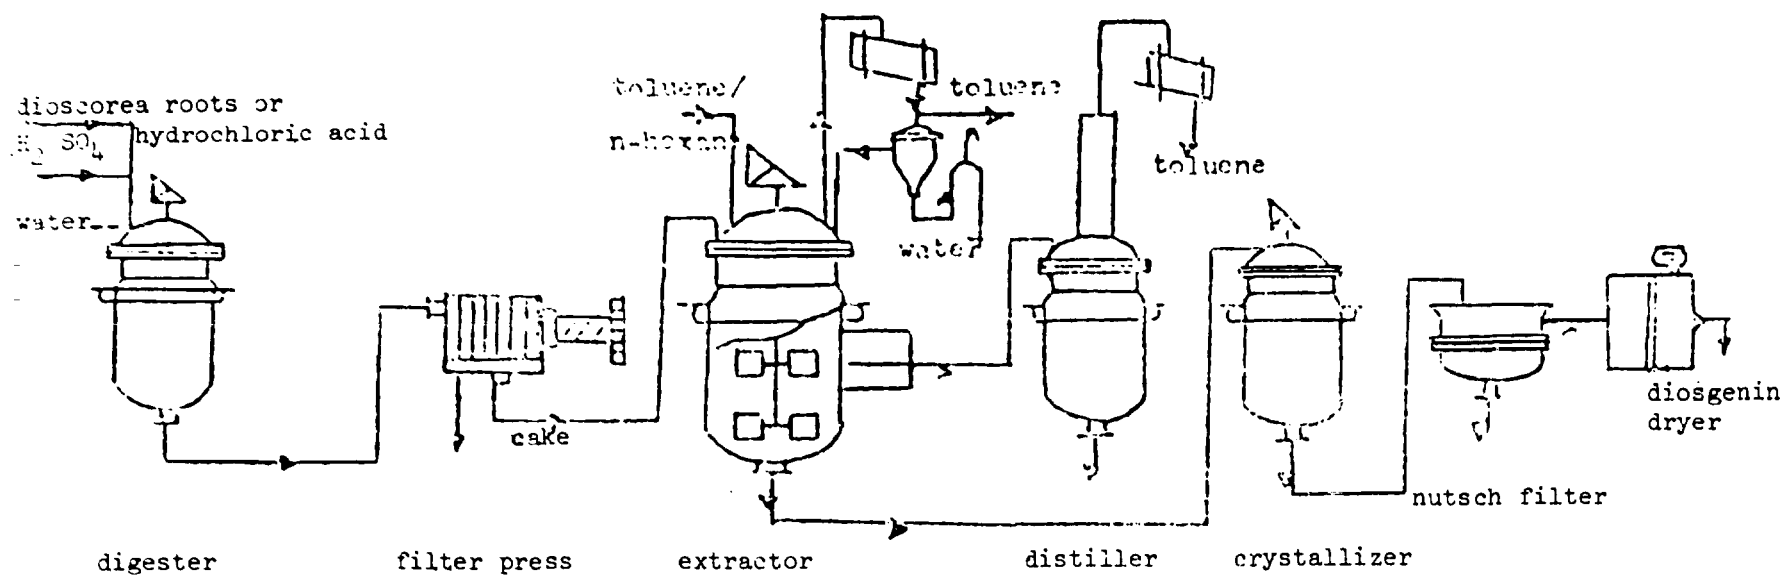 dioscorea roots or
hydrochloric acid
H2 SO4
water
toluene/
n-hexan
toluene
water
toluene
cake
diosgenin
dryer
nutsch filter
digester
filter press
extractor
distiller
crystallizer